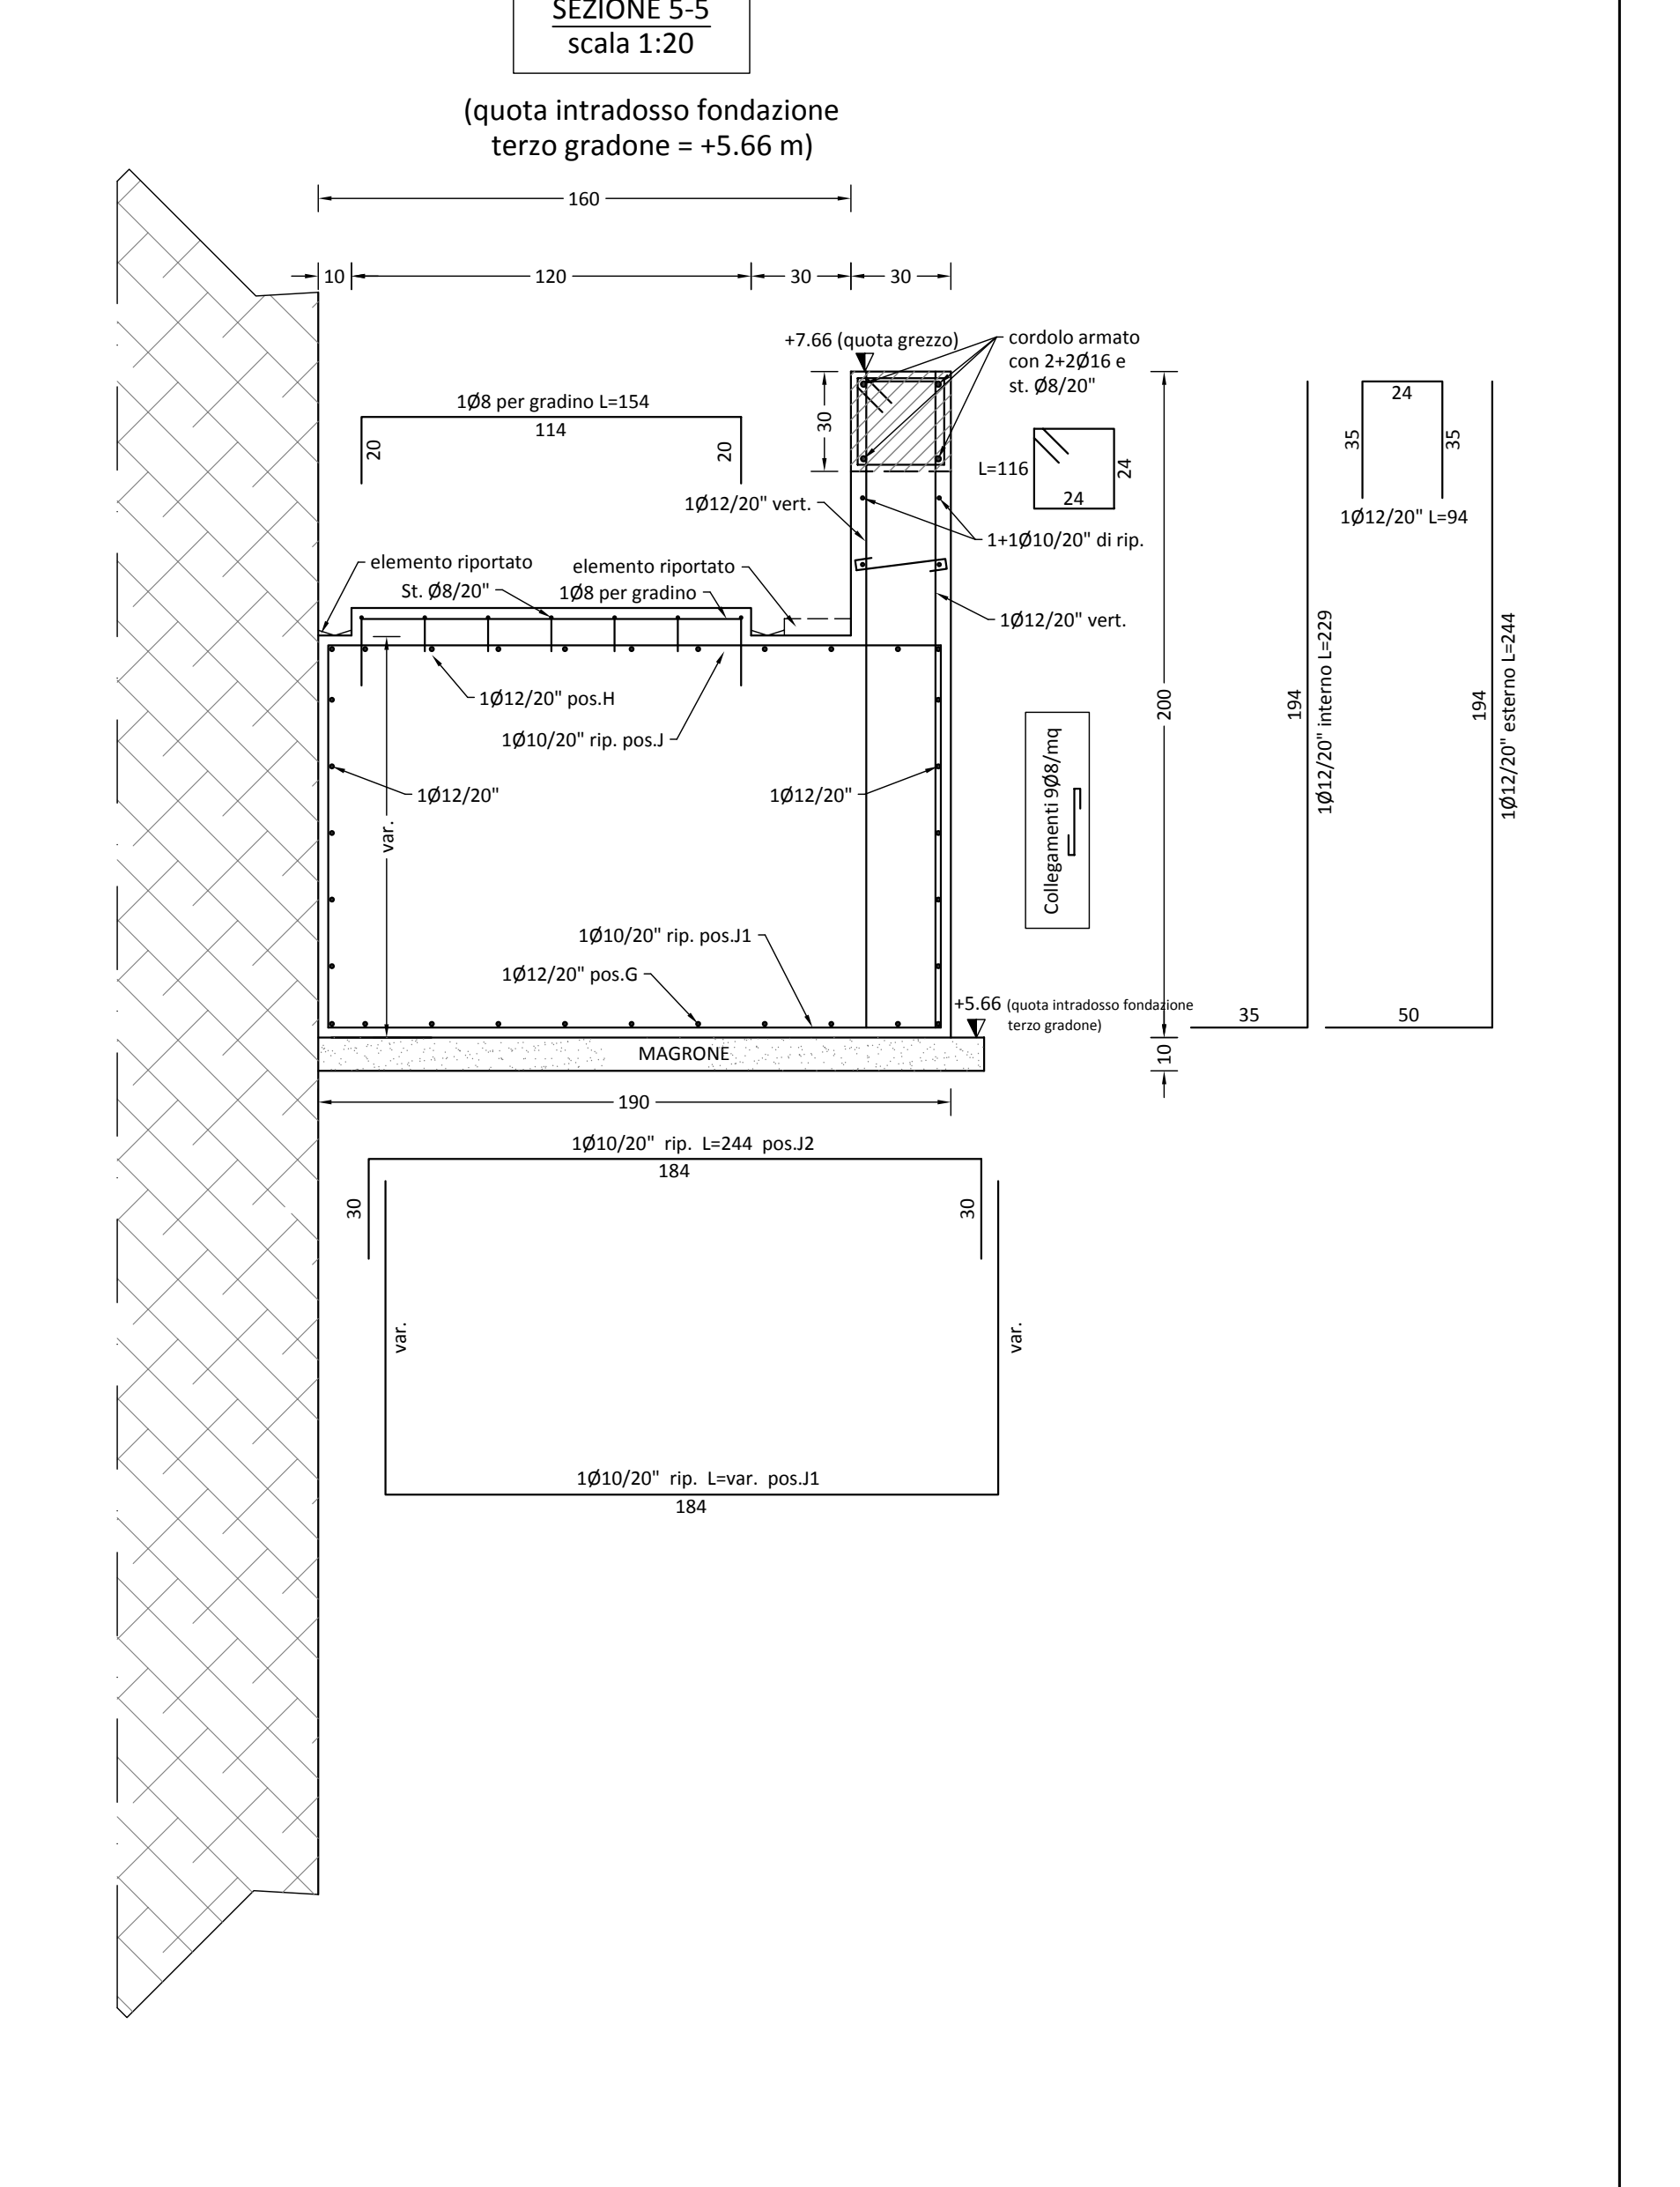 SEZIONE 5-5
scala 1:20
(quota intradosso fondazione
terzo gradone = +5.66 m)
160
10
120
30
30
+7.66 (quota grezzo)
cordolo armato
con 2+2Ø16 e
st. Ø8/20"
30
1Ø8 per gradino L=154
114
20
20
L=116
24
24
24
35
35
1Ø12/20" L=94
1Ø12/20" vert.
1+1Ø10/20" di rip.
elemento riportato
St. Ø8/20"
elemento riportato
1Ø8 per gradino
1Ø12/20" vert.
1Ø12/20" pos.H
1Ø10/20" rip. pos.J
1Ø12/20"
1Ø12/20"
var.
Collegamenti 9Ø8/mq
200
194
1Ø12/20" interno L=229
194
1Ø12/20" esterno L=244
1Ø10/20" rip. pos.J1
1Ø12/20" pos.G
+5.66 (quota intradosso fondazione
terzo gradone)
35
50
MAGRONE
10
190
1Ø10/20" rip. L=244 pos.J2
184
30
30
var.
var.
1Ø10/20" rip. L=var. pos.J1
184